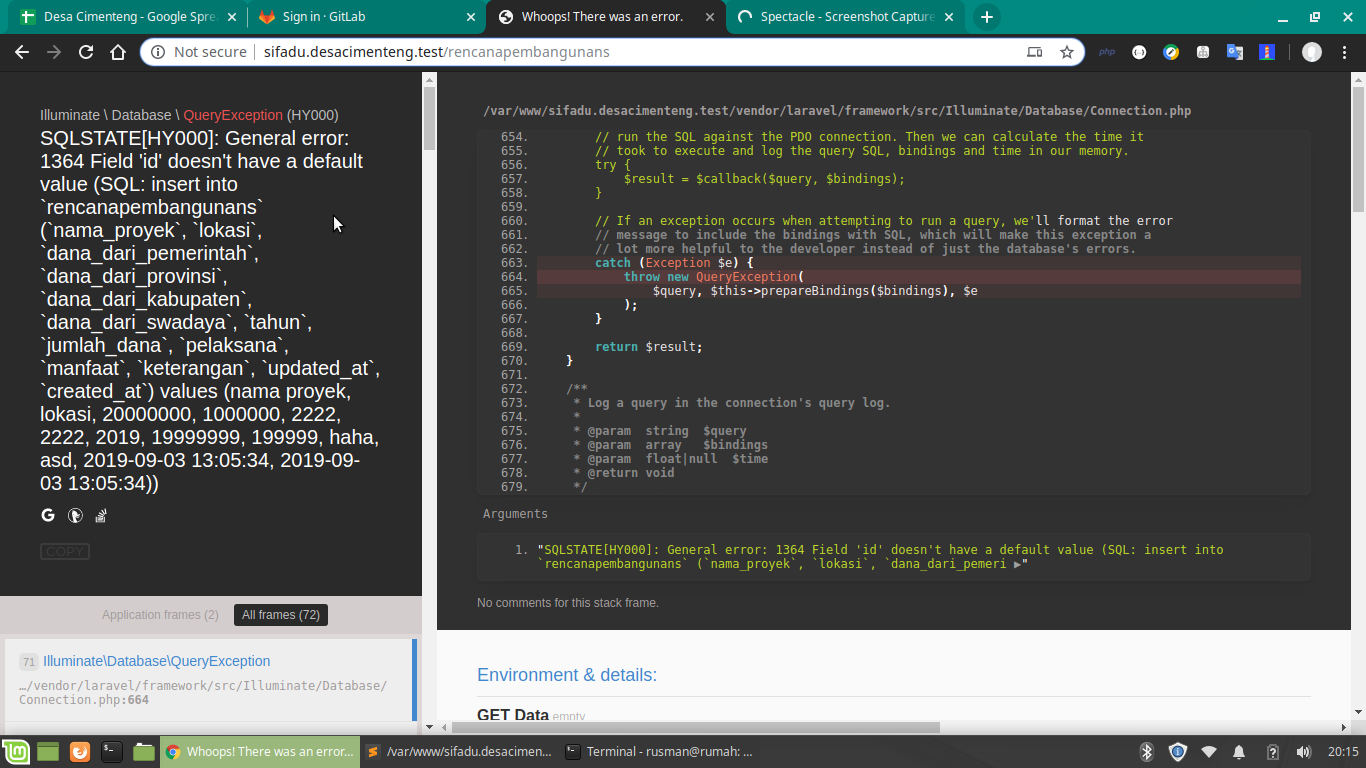 Desa Cimenteng - Google Spre
Sign in · GitLab
Whoops! There was an error.
Spectacle - Screenshot Capture
Not secure | sifadu.desacimenteng.test/rencanapembangunans
php
Illuminate \ Database \ QueryException (HY000)
SQLSTATE[HY000]: General error:
1364 Field 'id' doesn't have a default
value (SQL: insert into
`rencanapembangunans`
(`nama_proyek`, `lokasi`,
`dana_dari_pemerintah`,
`dana_dari_provinsi`,
`dana_dari_kabupaten`,
`dana_dari_swadaya`, `tahun`,
`jumlah_dana`, `pelaksana`,
`manfaat`, `keterangan`, `updated_at`,
`created_at`) values (nama proyek,
lokasi, 20000000, 1000000, 2222,
2222, 2019, 19999999, 199999, haha,
asd, 2019-09-03 13:05:34, 2019-09-
03 13:05:34))
COPY
Application frames (2)
All frames (72)
71 Illuminate\Database\QueryException
…/vendor/laravel/framework/src/Illuminate/Database/
Connection.php:664
/var/www/sifadu.desacimenteng.test/vendor/laravel/framework/src/Illuminate/Database/Connection.php
654. // run the SQL against the PDO connection. Then we can calculate the time it
655. // took to execute and log the query SQL, bindings and time in our memory.
656. try {
657. $result = $callback($query, $bindings);
658. }
659.
660. // If an exception occurs when attempting to run a query, we'll format the error
661. // message to include the bindings with SQL, which will make this exception a
662. // lot more helpful to the developer instead of just the database's errors.
663. catch (Exception $e) {
664. throw new QueryException(
665. $query, $this->prepareBindings($bindings), $e
666. );
667. }
668.
669. return $result;
670. }
671.
672. /**
673. * Log a query in the connection's query log.
674. *
675. * @param string $query
676. * @param array $bindings
677. * @param float|null $time
678. * @return void
679. */
Arguments
1. "SQLSTATE[HY000]: General error: 1364 Field 'id' doesn't have a default value (SQL: insert into
`rencanapembangunans` (`nama_proyek`, `lokasi`, `dana_dari_pemeri ▶"
No comments for this stack frame.
Environment & details:
GET Data empty
Whoops! There was an error...
/var/www/sifadu.desacimen...
Terminal - rusman@rumah: ...
20:15